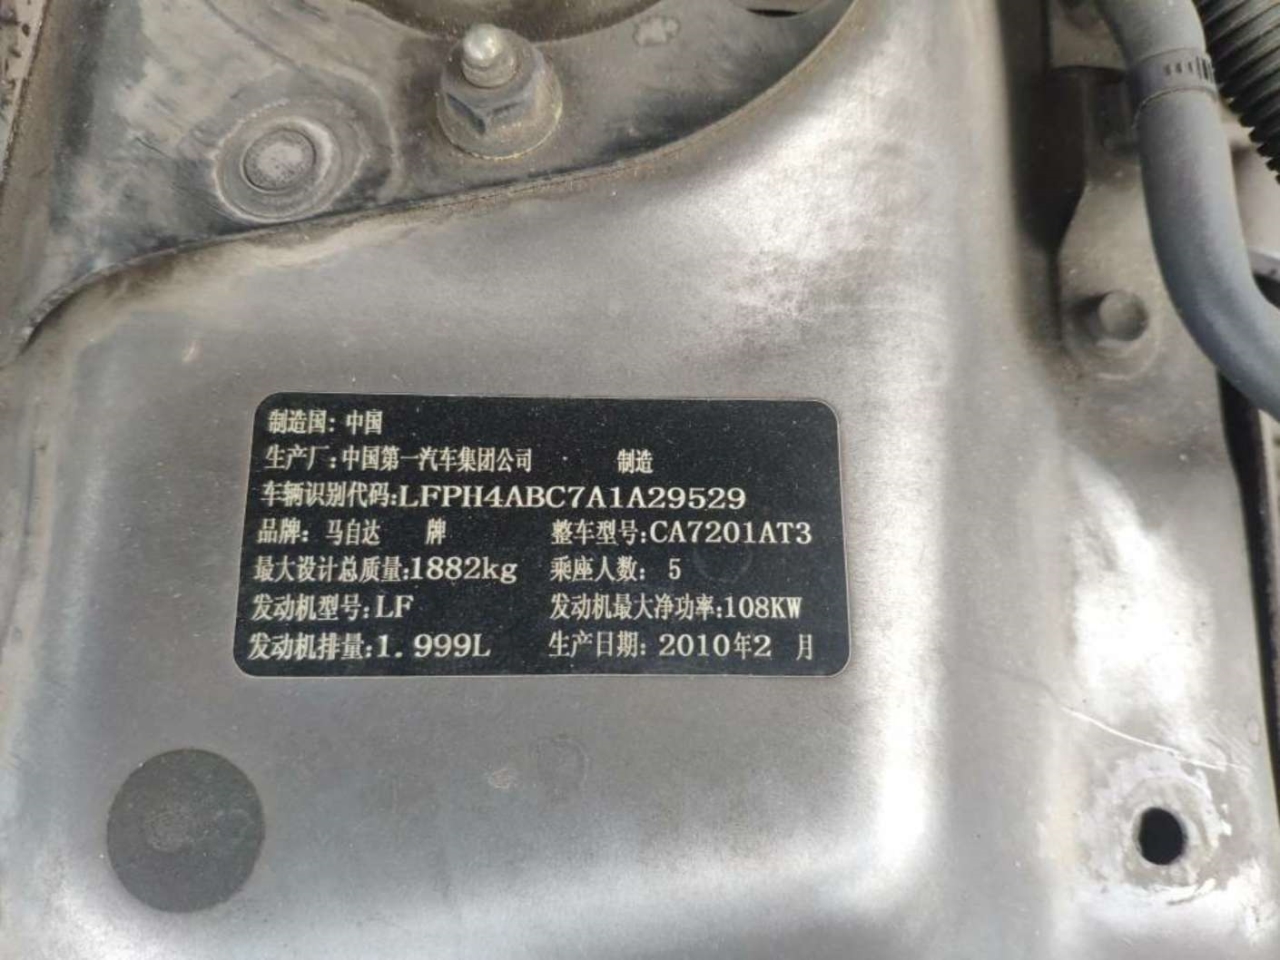 制造国: 中国
生产厂: 中国第一汽车集团公司 制造
车辆识别代码:LFPH4ABC7A1A29529
品牌: 马自达 牌 整车型号:CA7201AT3
最大设计总质量:1882kg 乘座人数: 5
发动机型号:LF 发动机最大净功率:108KW
发动机排量:1. 999L 生产日期: 2010年2 月